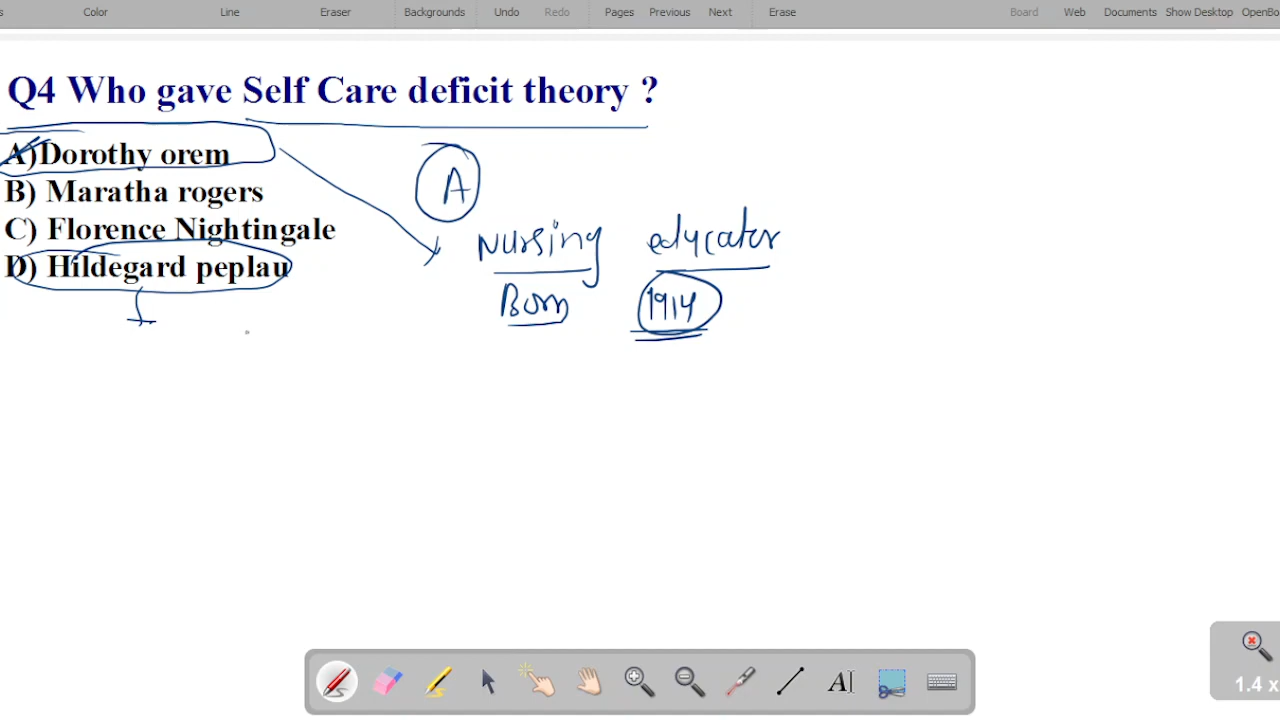 Color Line Eraser Backgrounds Undo Redo Pages Previous Next Erase Board Web Documents Show Desktop OpenBo
Q4 Who gave Self Care deficit theory ?
A)Dorothy orem
B) Maratha rogers
C) Florence Nightingale
D) Hildegard peplau
A
Nursing educator
Born 1914
1.4 x